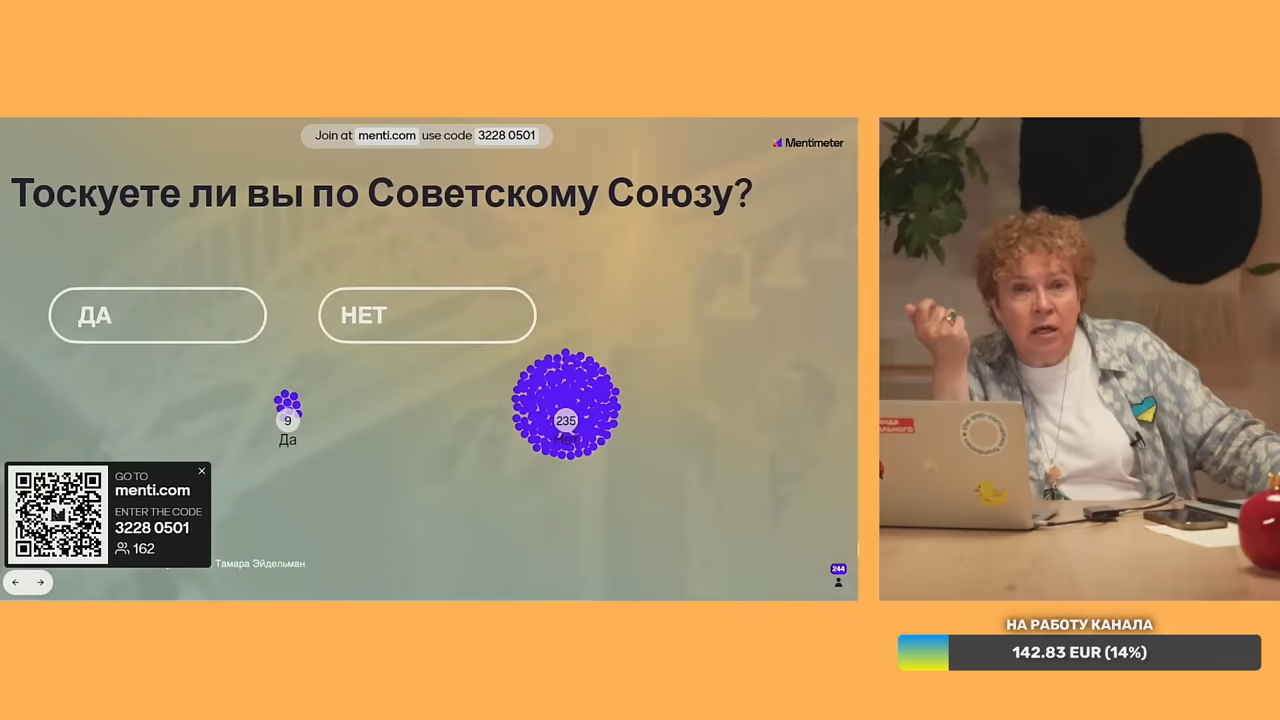 Join at menti.com use code 3228 0501
Mentimeter
Тоскуете ли вы по Советскому Союзу?
ДА
НЕТ
9
Да
235
Нет
GO TO
menti.com
ENTER THE CODE
3228 0501
162
Тамара Эйдельман
244
НА РАБОТУ КАНАЛА
142.83 EUR (14%)